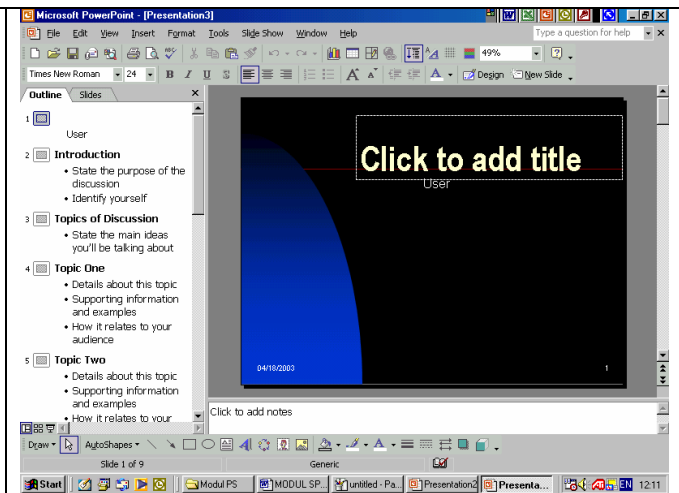 Microsoft PowerPoint - [Presentation3]
File Edit View Insert Format Tools Slide Show Window Help
Type a question for help
49%
Times New Roman 24 B I U S Design New Slide
Outline Slides
1
User
2 Introduction
• State the purpose of the
discussion
• Identify yourself
3 Topics of Discussion
• State the main ideas
you'll be talking about
4 Topic One
• Details about this topic
• Supporting information
and examples
• How it relates to your
audience
5 Topic Two
• Details about this topic
• Supporting information
and examples
• How it relates to your
Click to add title
User
04/18/2003 1
Click to add notes
Draw AutoShapes
Slide 1 of 9 Generic
Start Modul PS MODUL SP... untitled - Pa... Presentation2 Presenta... EN 12:11